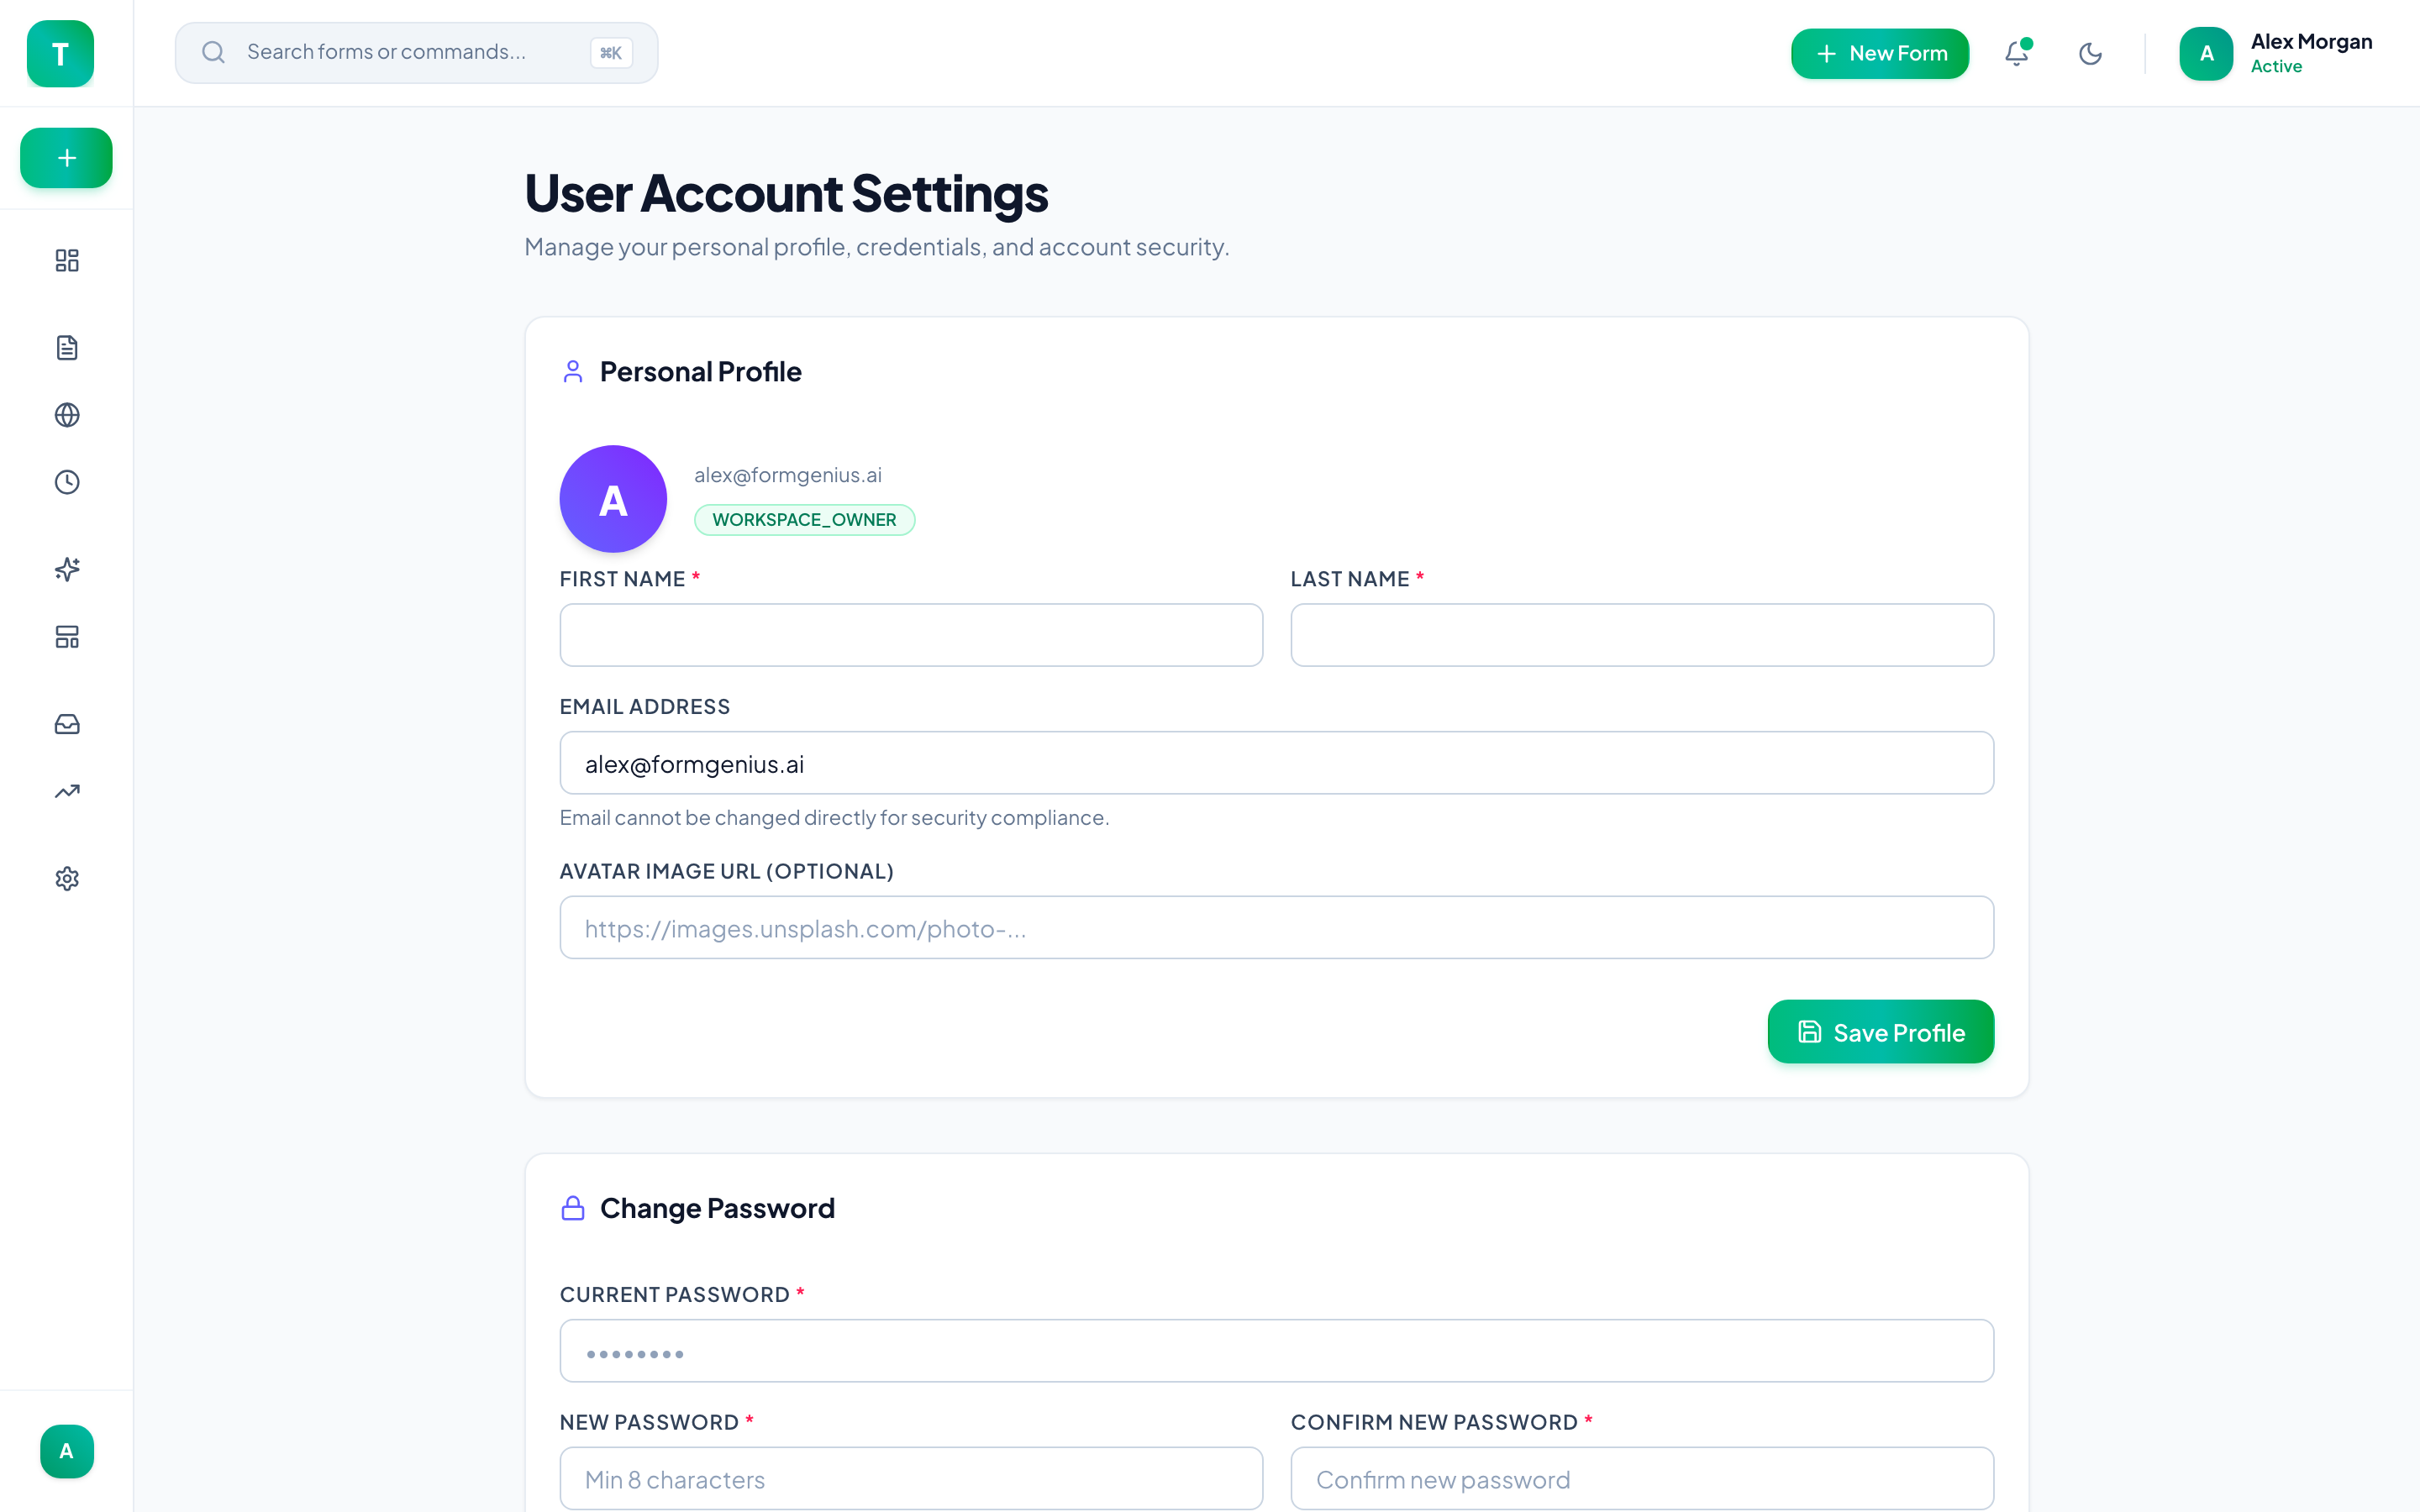 T
Search forms or commands...
⌘K
New Form
A
Alex Morgan
Active
User Account Settings
Manage your personal profile, credentials, and account security.
Personal Profile
A
alex@formgenius.ai
WORKSPACE_OWNER
FIRST NAME *
LAST NAME *
EMAIL ADDRESS
alex@formgenius.ai
Email cannot be changed directly for security compliance.
AVATAR IMAGE URL (OPTIONAL)
https://images.unsplash.com/photo-...
Save Profile
Change Password
CURRENT PASSWORD *
••••••••
NEW PASSWORD *
CONFIRM NEW PASSWORD *
Min 8 characters
Confirm new password
A